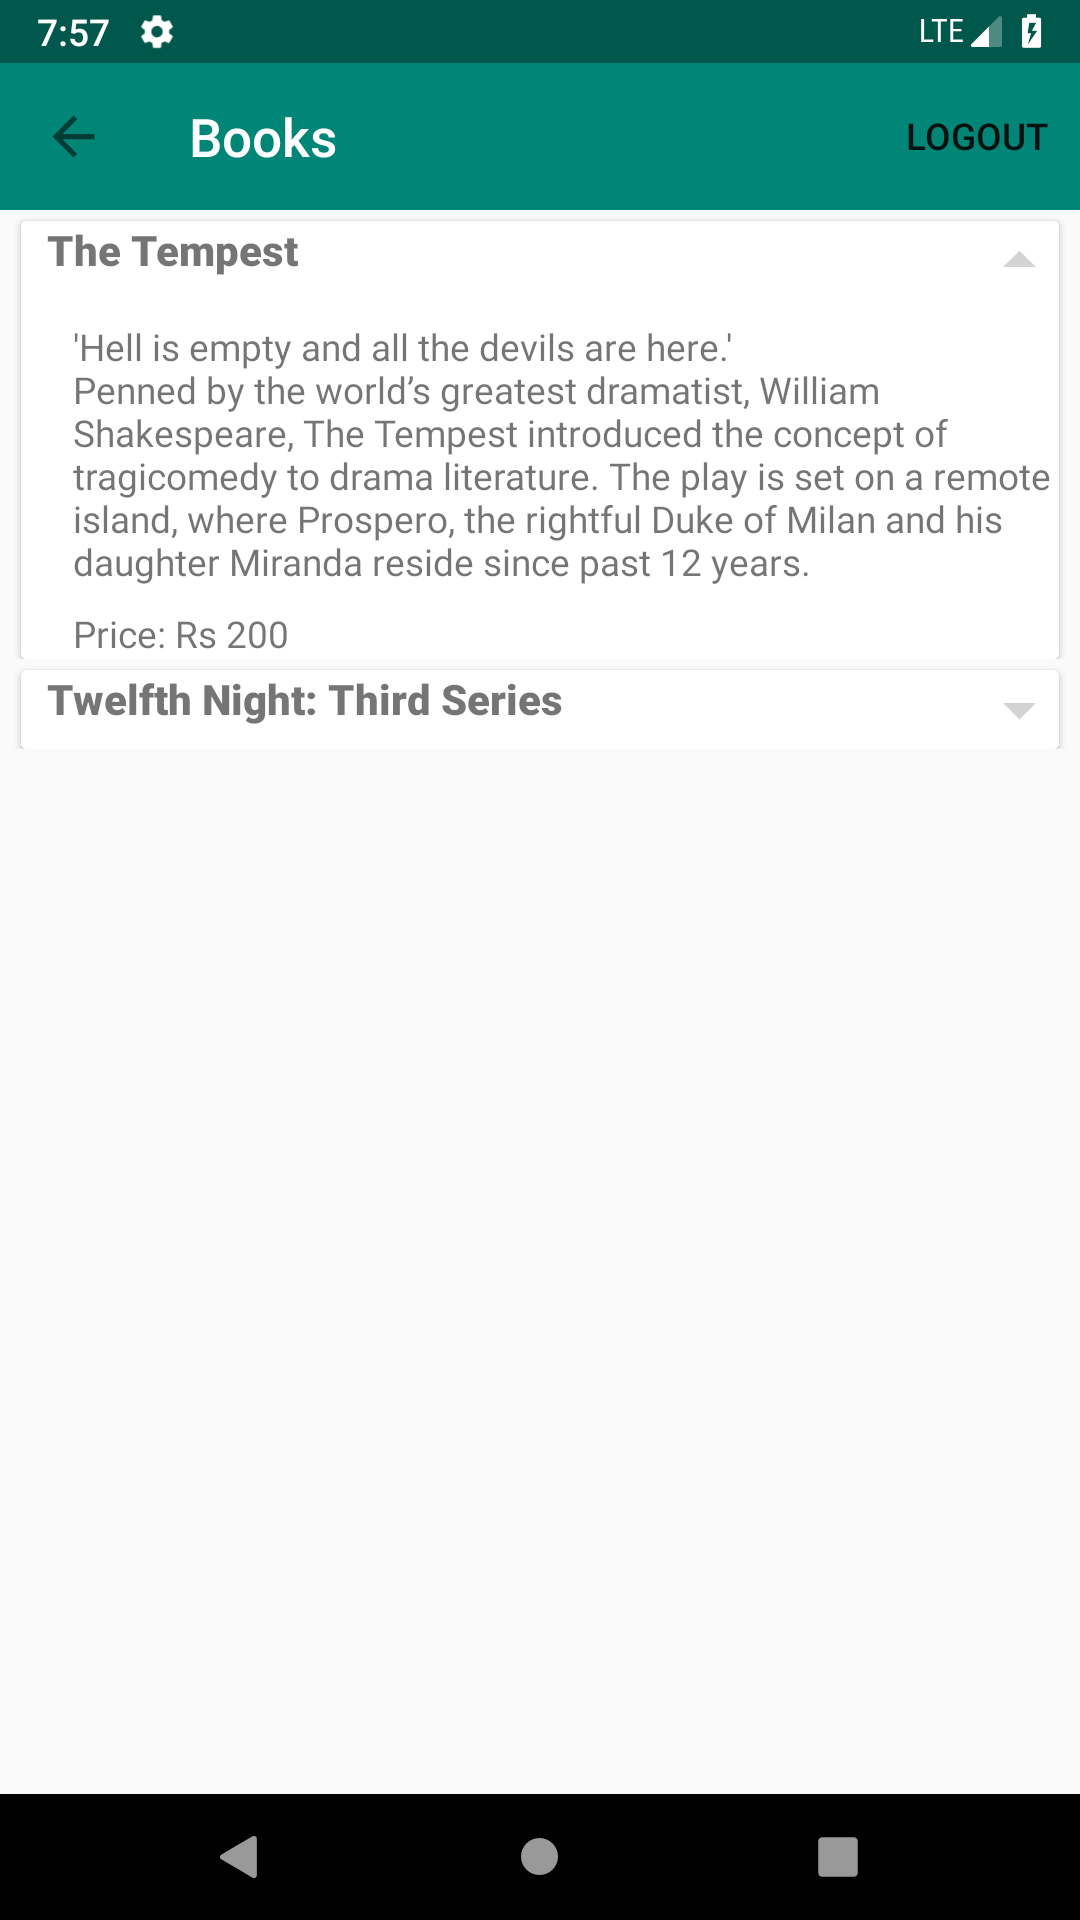 7:57 LTE
Books LOGOUT
The Tempest
'Hell is empty and all the devils are here.'
Penned by the world’s greatest dramatist, William
Shakespeare, The Tempest introduced the concept of
tragicomedy to drama literature. The play is set on a remote
island, where Prospero, the rightful Duke of Milan and his
daughter Miranda reside since past 12 years.
Price: Rs 200
Twelfth Night: Third Series